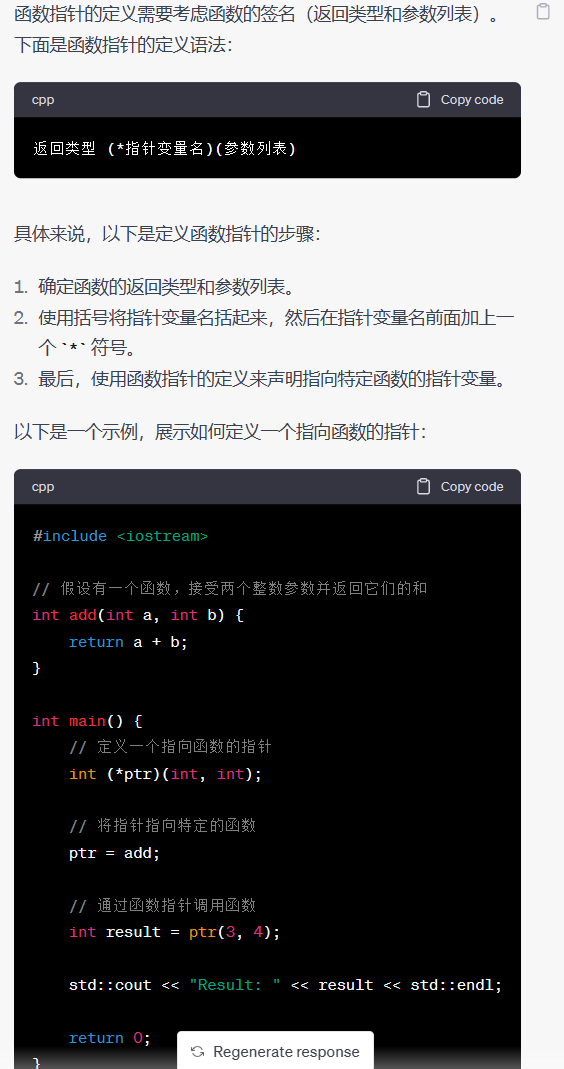 函数指针的定义需要考虑函数的签名（返回类型和参数列表）。
下面是函数指针的定义语法：
cpp
Copy code
返回类型 (*指针变量名)(参数列表)
具体来说，以下是定义函数指针的步骤：
1. 确定函数的返回类型和参数列表。
2. 使用括号将指针变量名括起来，然后在指针变量名前面加上一
个 `*` 符号。
3. 最后，使用函数指针的定义来声明指向特定函数的指针变量。
以下是一个示例，展示如何定义一个指向函数的指针：
cpp
Copy code
#include <iostream>
// 假设有一个函数，接受两个整数参数并返回它们的和
int add(int a, int b) {
    return a + b;
}
int main() {
    // 定义一个指向函数的指针
    int (*ptr)(int, int);
    // 将指针指向特定的函数
    ptr = add;
    // 通过函数指针调用函数
    int result = ptr(3, 4);
    std::cout << "Result: " << result << std::endl;
    return 0;
Regenerate response
}